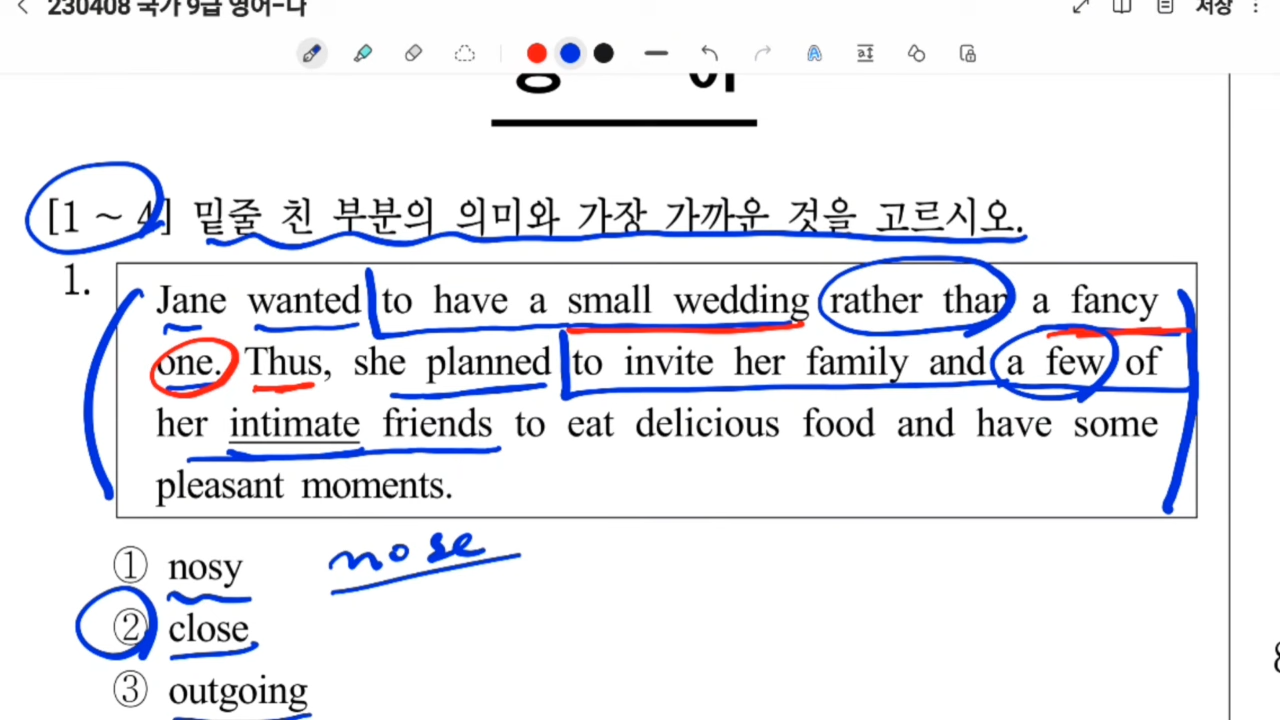 230408 국가 9급 영어-나
저장
영 어
[1 ~ 4] 밑줄 친 부분의 의미와 가장 가까운 것을 고르시오.
1.
Jane wanted to have a small wedding rather than a fancy
one. Thus, she planned to invite her family and a few of
her intimate friends to eat delicious food and have some
pleasant moments.
① nosy
nose
② close
③ outgoing